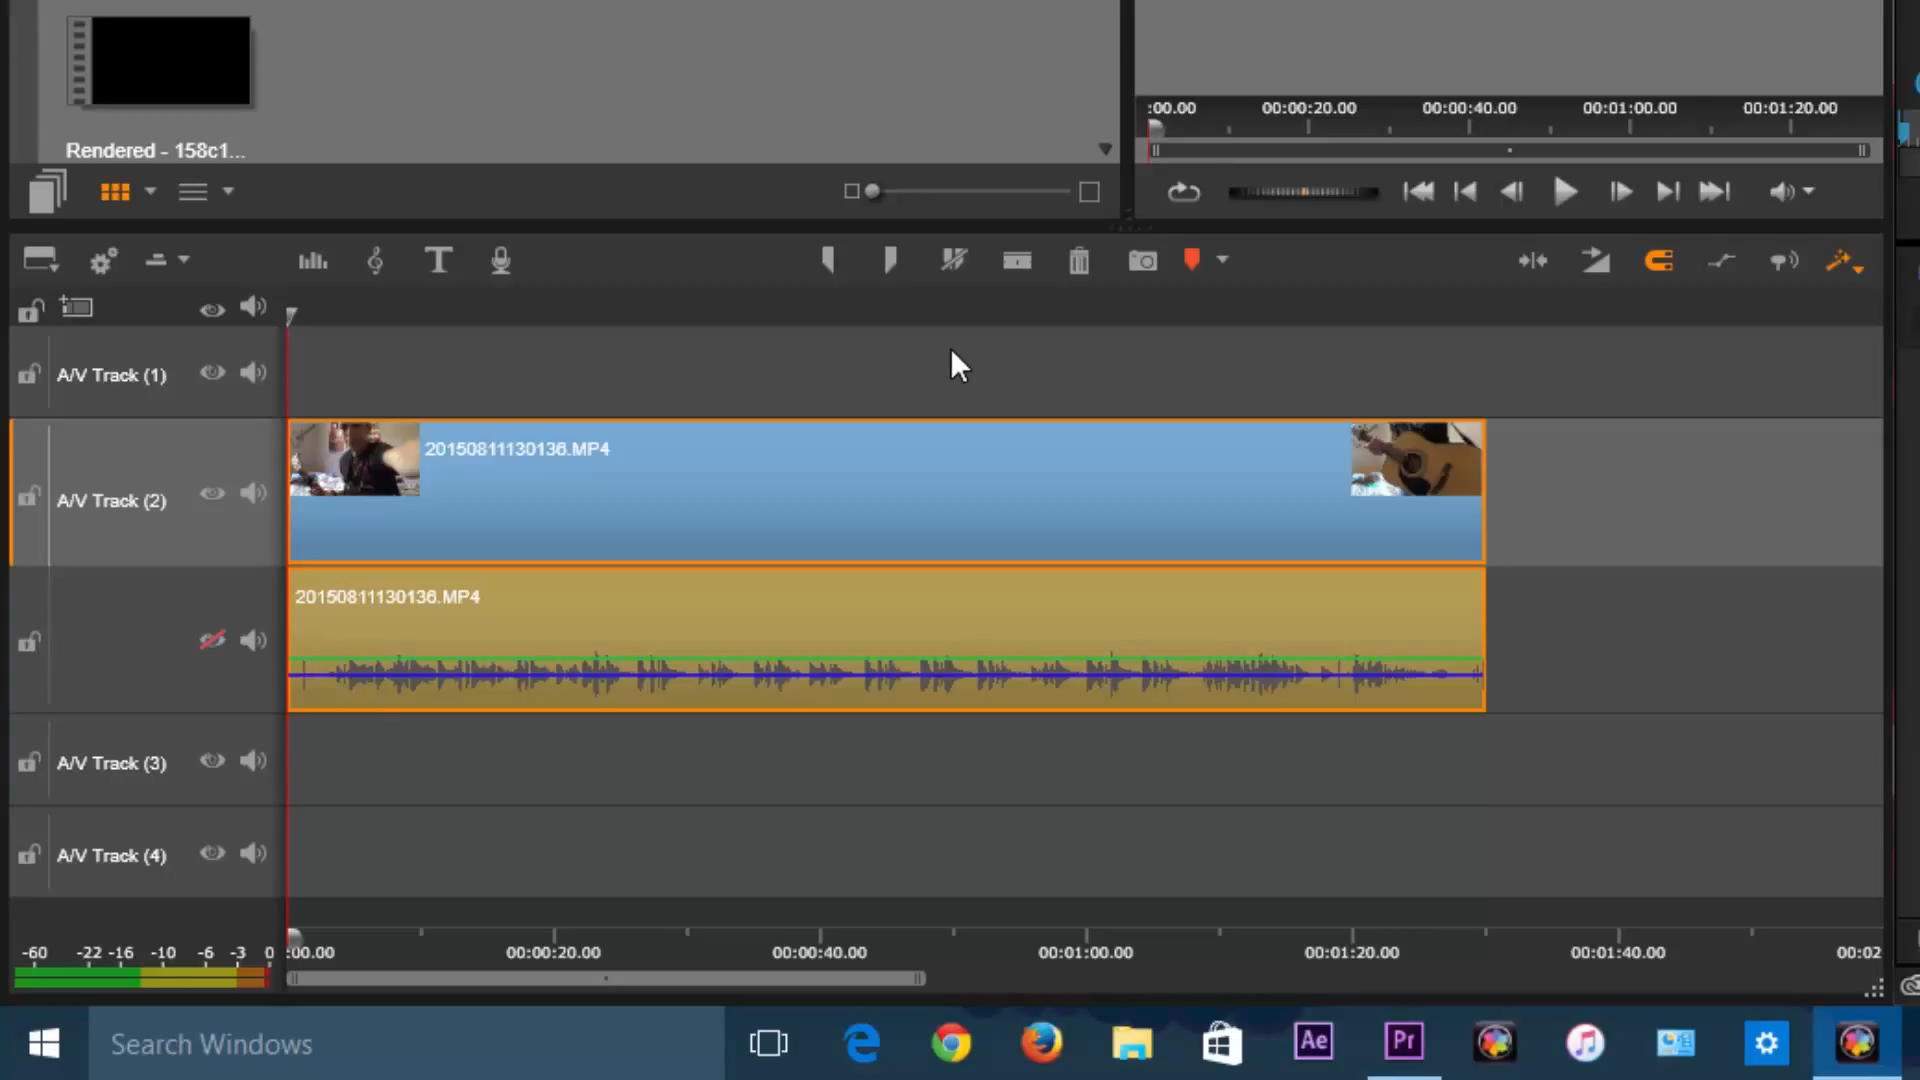 :00.00 00:00:20.00 00:00:40.00 00:01:00.00 00:01:20.00
Rendered - 158c1...
A/V Track (1)
20150811130136.MP4
A/V Track (2)
20150811130136.MP4
A/V Track (3)
A/V Track (4)
-60 -22 -16 -10 -6 -3 0
:00.00 00:00:20.00 00:00:40.00 00:01:00.00 00:01:20.00 00:01:40.00 00:02
Search Windows
Ae
Pr